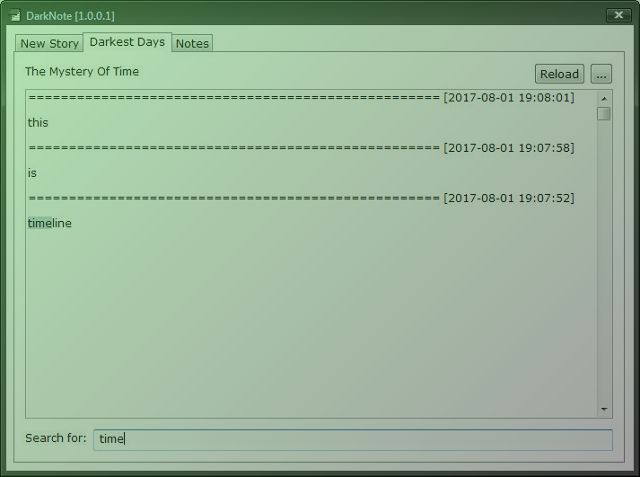 DarkNote [1.0.0.1]
New Story Darkest Days Notes
The Mystery Of Time Reload ...
=================================================== [2017-08-01 19:08:01]
this
=================================================== [2017-08-01 19:07:58]
is
=================================================== [2017-08-01 19:07:52]
timeline
Search for: time